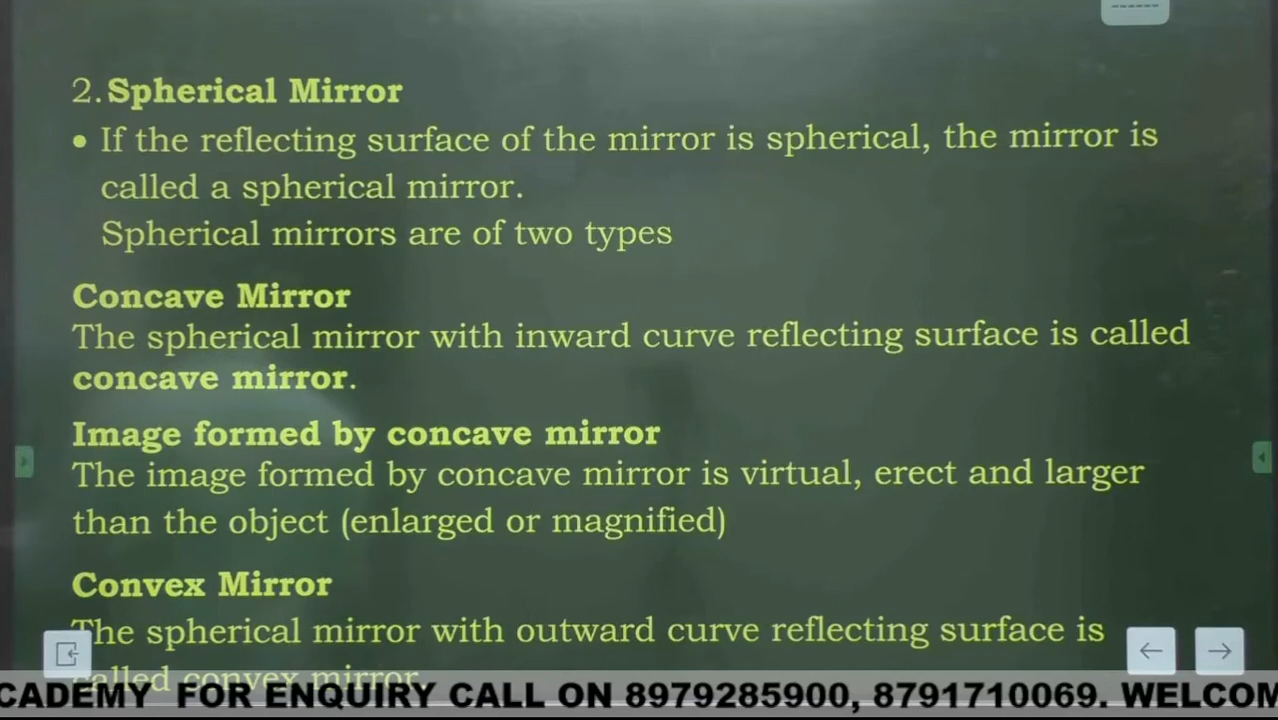 2. Spherical Mirror
• If the reflecting surface of the mirror is spherical, the mirror is
called a spherical mirror.
Spherical mirrors are of two types
Concave Mirror
The spherical mirror with inward curve reflecting surface is called
concave mirror.
Image formed by concave mirror
The image formed by concave mirror is virtual, erect and larger
than the object (enlarged or magnified)
Convex Mirror
The spherical mirror with outward curve reflecting surface is
called convex mirror.
CADEMY FOR ENQUIRY CALL ON 8979285900, 8791710069. WELCOM